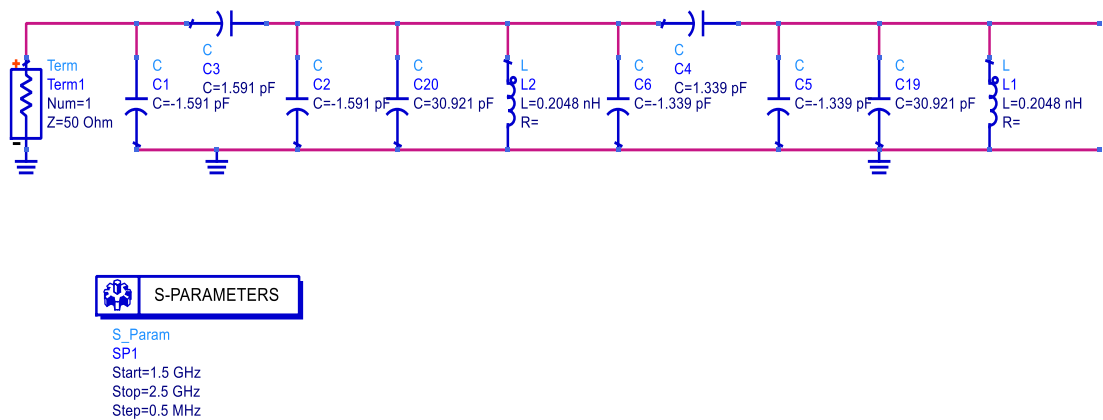 Term
Term1
Num=1
Z=50 Ohm
C
C1
C=-1.591 pF
C
C3
C=1.591 pF
C
C2
C=-1.591 pF
C
C20
C=30.921 pF
L
L2
L=0.2048 nH
R=
C
C6
C=-1.339 pF
C
C4
C=1.339 pF
C
C5
C=-1.339 pF
C
C19
C=30.921 pF
L
L1
L=0.2048 nH
R=
S-PARAMETERS
S_Param
SP1
Start=1.5 GHz
Stop=2.5 GHz
Step=0.5 MHz